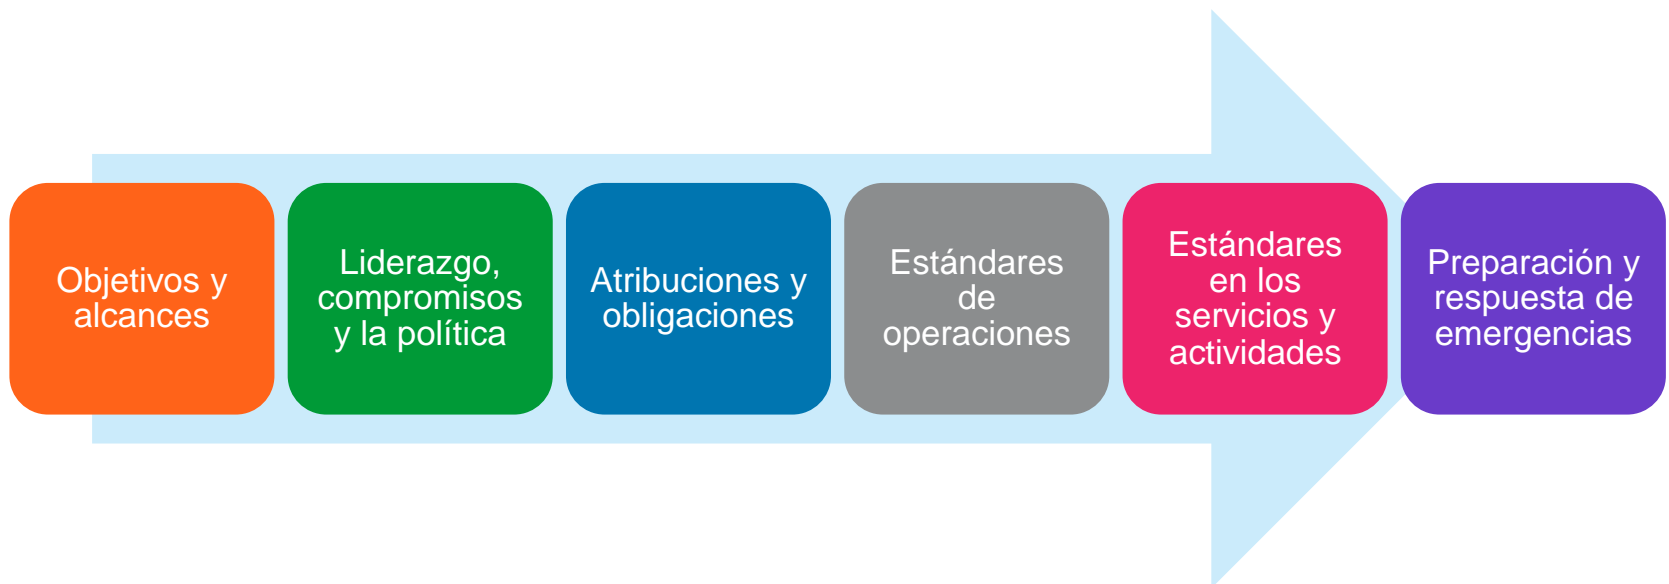 Objetivos y
alcances
Liderazgo,
compromisos
y la política
Atribuciones y
obligaciones
Estándares
de
operaciones
Estándares
en los
servicios y
actividades
Preparación y
respuesta de
emergencias